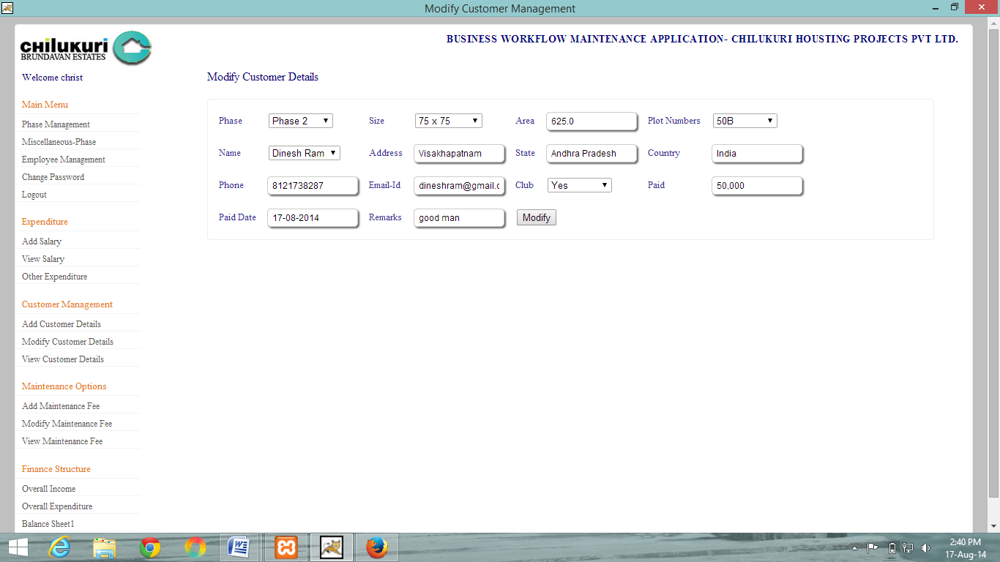 Modify Customer Management
CHILUKURI
BRUNDAVAN ESTATES
BUSINESS WORKFLOW MAINTENANCE APPLICATION- CHILUKURI HOUSTING PROJECTS PVT LTD.
Welcome christ
Modify Customer Details
Main Menu
Phase Management
Miscellaneous-Phase
Employee Management
Change Password
Logout
Expenditure
Add Salary
View Salary
Other Expenditure
Customer Management
Add Customer Details
Modify Customer Details
View Customer Details
Maintenance Options
Add Maintenance Fee
Modify Maintenance Fee
View Maintenance Fee
Finance Structure
Overall Income
Overall Expenditure
Balance Sheet1
Phase Phase 2 Size 75 x 75 Area 625.0 Plot Numbers 50B
Name Dinesh Ram Address Visakhapatnam State Andhra Pradesh Country India
Phone 8121738287 Email-Id dineshram@gmail.c Club Yes Paid 50,000
Paid Date 17-08-2014 Remarks good man Modify
2:40 PM
17-Aug-14